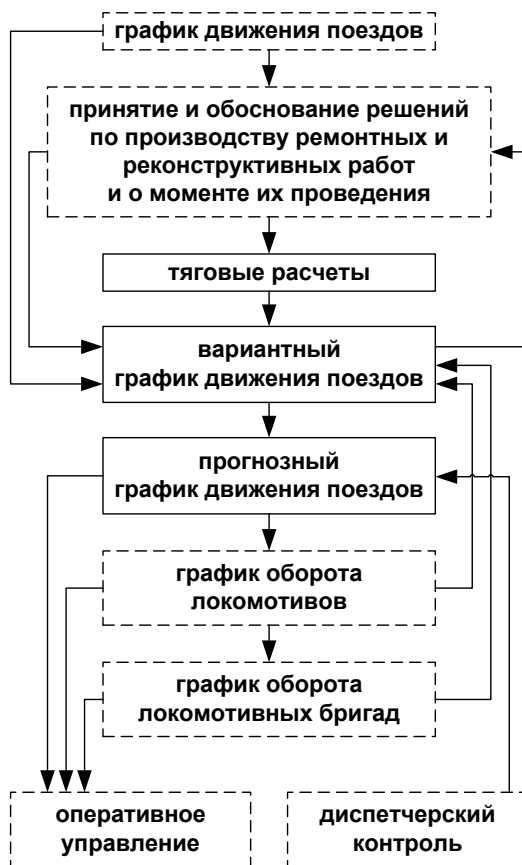 график движения поездов
принятие и обоснование решений
по производству ремонтных и
реконструктивных работ
и о моменте их проведения
тяговые расчеты
вариантный
график движения поездов
прогнозный
график движения поездов
график оборота
локомотивов
график оборота
локомотивных бригад
оперативное
управление
диспетчерский
контроль